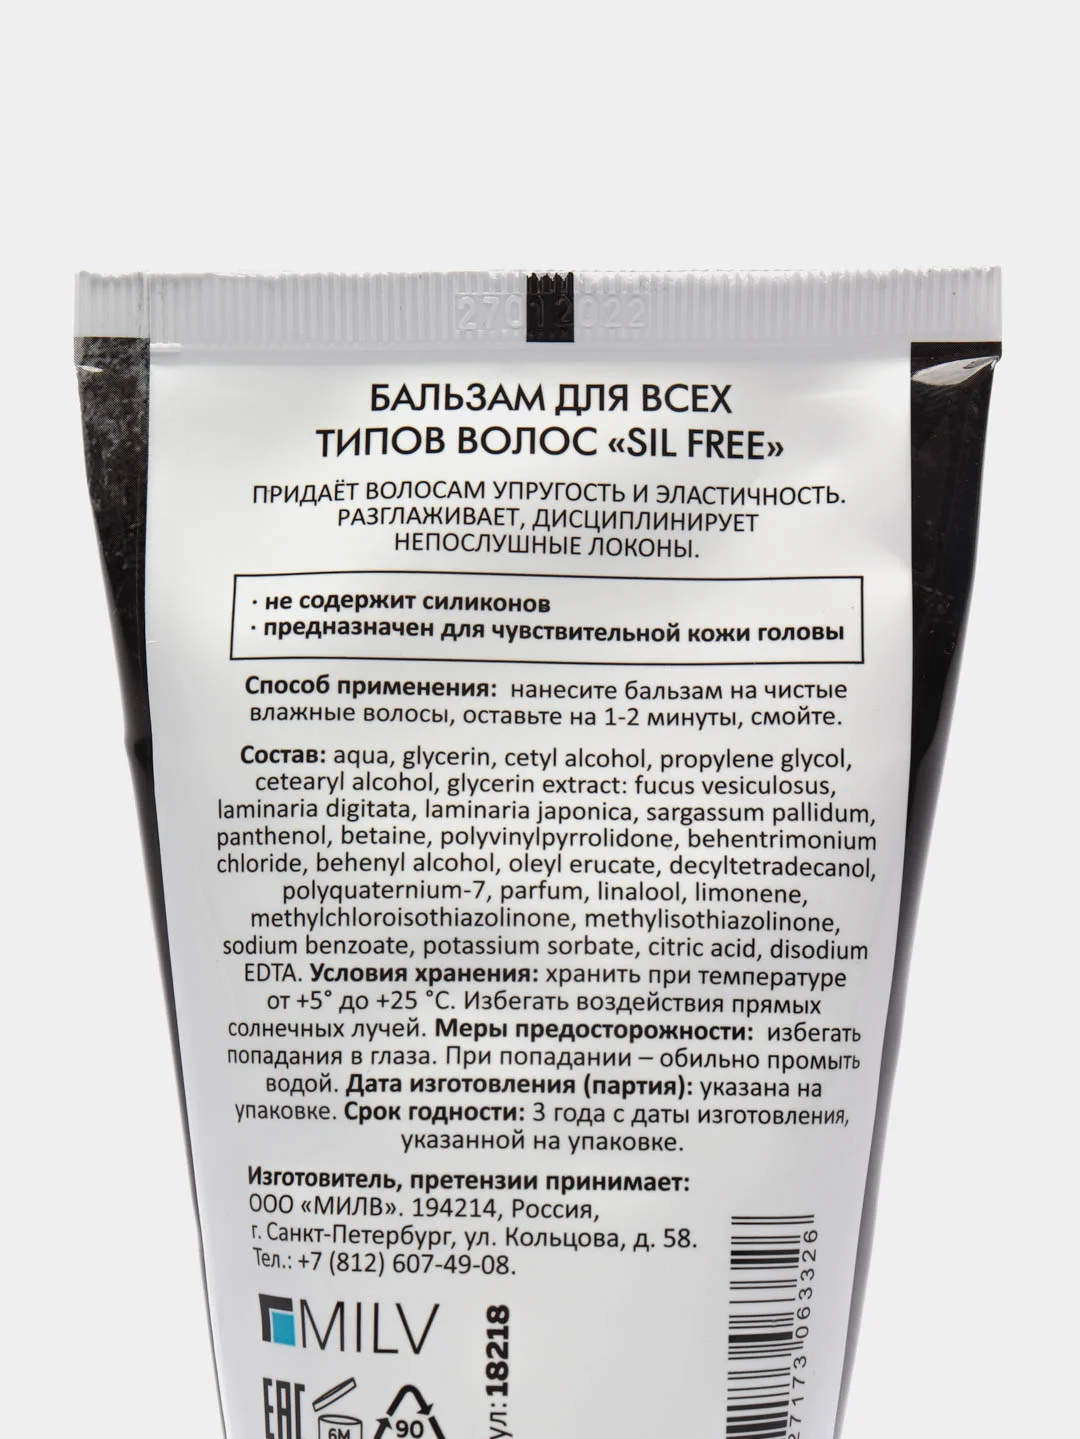 27012022
БАЛЬЗАМ ДЛЯ ВСЕХ
ТИПОВ ВОЛОС «SIL FREE»
ПРИДАЁТ ВОЛОСАМ УПРУГОСТЬ И ЭЛАСТИЧНОСТЬ.
РАЗГЛАЖИВАЕТ, ДИСЦИПЛИНИРУЕТ
НЕПОСЛУШНЫЕ ЛОКОНЫ.
· не содержит силиконов
· предназначен для чувствительной кожи головы
Способ применения: нанесите бальзам на чистые
влажные волосы, оставьте на 1-2 минуты, смойте.
Состав: aqua, glycerin, cetyl alcohol, propylene glycol,
cetearyl alcohol, glycerin extract: fucus vesiculosus,
laminaria digitata, laminaria japonica, sargassum pallidum,
panthenol, betaine, polyvinylpyrrolidone, behentrimonium
chloride, behenyl alcohol, oleyl erucate, decyltetradecanol,
polyquaternium-7, parfum, linalool, limonene,
methylchloroisothiazolinone, methylisothiazolinone,
sodium benzoate, potassium sorbate, citric acid, disodium
EDTA. Условия хранения: хранить при температуре
от +5° до +25 °C. Избегать воздействия прямых
солнечных лучей. Меры предосторожности: избегать
попадания в глаза. При попадании – обильно промыть
водой. Дата изготовления (партия): указана на
упаковке. Срок годности: 3 года с даты изготовления,
указанной на упаковке.
Изготовитель, претензии принимает:
ООО «МИЛВ». 194214, Россия,
г. Санкт-Петербург, ул. Кольцова, д. 58.
Тел.: +7 (812) 607-49-08.
MILV
EAC
6M
90
ул: 18218
27173 063326